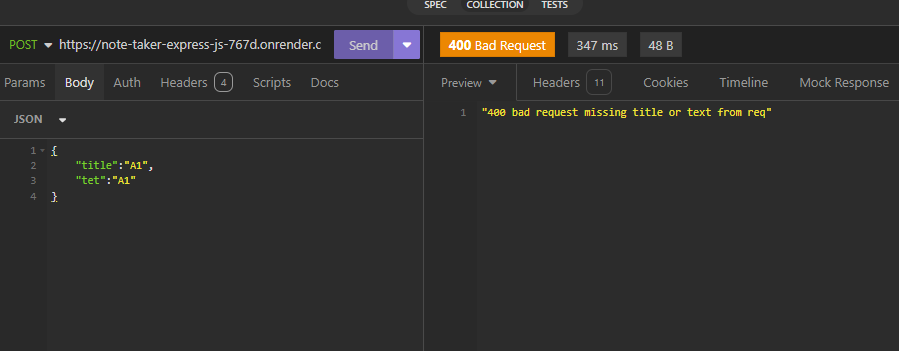 SPEC COLLECTION TESTS
POST https://note-taker-express-js-767d.onrender.c Send 400 Bad Request 347 ms 48 B
Params Body Auth Headers 4 Scripts Docs Preview Headers 11 Cookies Timeline Mock Response
JSON
1 {
2 "title":"A1",
3 "tet":"A1"
4 }
1 "400 bad request missing title or text from req"